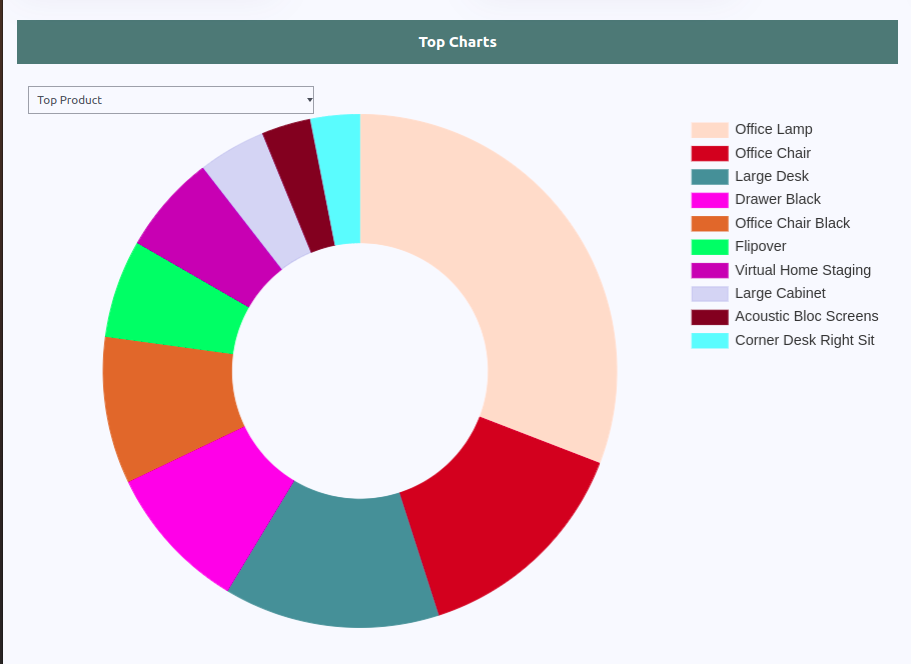 Top Charts
Top Product
Office Lamp
Office Chair
Large Desk
Drawer Black
Office Chair Black
Flipover
Virtual Home Staging
Large Cabinet
Acoustic Bloc Screens
Corner Desk Right Sit